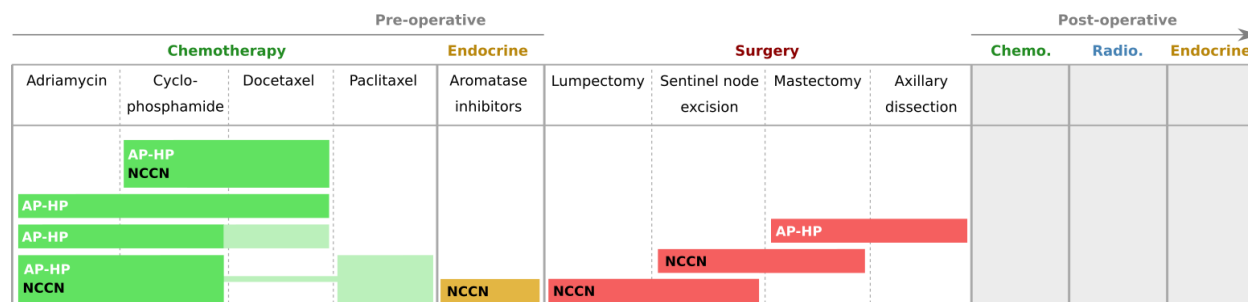 Pre-operative Post-operative
Chemotherapy Endocrine Surgery Chemo. Radio. Endocrine
Adriamycin Cyclo- Docetaxel Paclitaxel Aromatase Lumpectomy Sentinel node Mastectomy Axillary
phosphamide inhibitors excision dissection
AP-HP
NCCN
AP-HP
AP-HP
AP-HP
NCCN
AP-HP
NCCN
NCCN NCCN